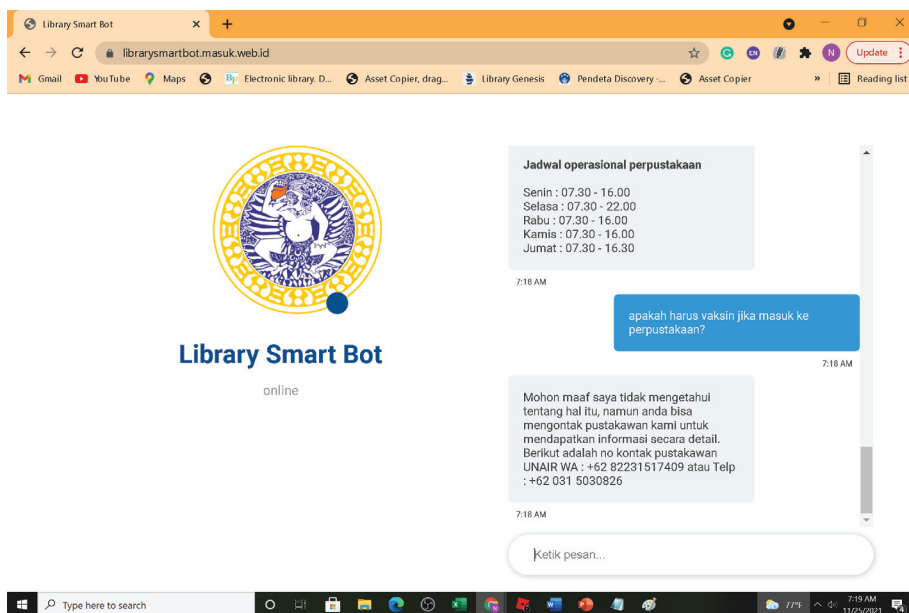 Library Smart Bot
librarysmartbot.masuk.web.id
EN
N
Update
Gmail
YouTube
Maps
Electronic library. D...
Asset Copier, drag...
Library Genesis
Pendeta Discovery -...
Asset Copier
»
Reading list
Jadwal operasional perpustakaan
Senin : 07.30 - 16.00
Selasa : 07.30 - 22.00
Rabu : 07.30 - 16.00
Kamis : 07.30 - 16.00
Jumat : 07.30 - 16.30
7:18 AM
apakah harus vaksin jika masuk ke
perpustakaan?
7:18 AM
Library Smart Bot
online
Mohon maaf saya tidak mengetahui
tentang hal itu, namun anda bisa
mengontak pustakawan kami untuk
mendapatkan informasi secara detail.
Berikut adalah no kontak pustakawan
UNAIR WA : +62 82231517409 atau Telp
: +62 031 5030826
7:18 AM
Ketik pesan...
Type here to search
77°F
7:19 AM
11/25/2021